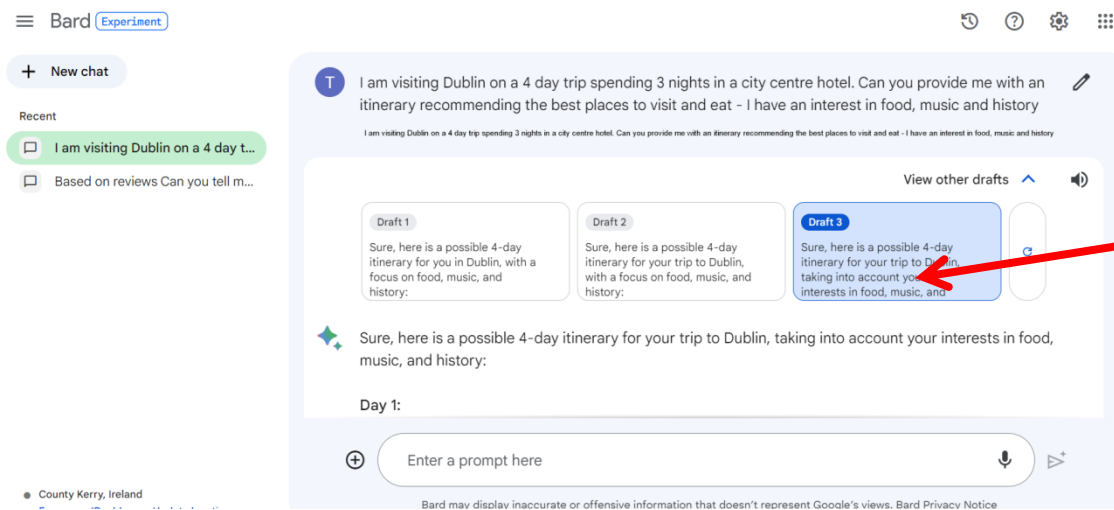 Bard Experiment
New chat
Recent
I am visiting Dublin on a 4 day t...
Based on reviews Can you tell m...
County Kerry, Ireland
T
I am visiting Dublin on a 4 day trip spending 3 nights in a city centre hotel. Can you provide me with an
itinerary recommending the best places to visit and eat - I have an interest in food, music and history
I am visiting Dublin on a 4 day trip spending 3 nights in a city centre hotel. Can you provide me with an itinerary recommending the best places to visit and eat - I have an interest in food, music and history
View other drafts
Draft 1
Sure, here is a possible 4-day
itinerary for you in Dublin, with a
focus on food, music, and
history:
Draft 2
Sure, here is a possible 4-day
itinerary for your trip to Dublin,
with a focus on food, music, and
history:
Draft 3
Sure, here is a possible 4-day
itinerary for your trip to Dublin,
taking into account your
interests in food, music, and
Sure, here is a possible 4-day itinerary for your trip to Dublin, taking into account your interests in food,
music, and history:
Day 1:
Enter a prompt here
Bard may display inaccurate or offensive information that doesn't represent Google's views. Bard Privacy Notice